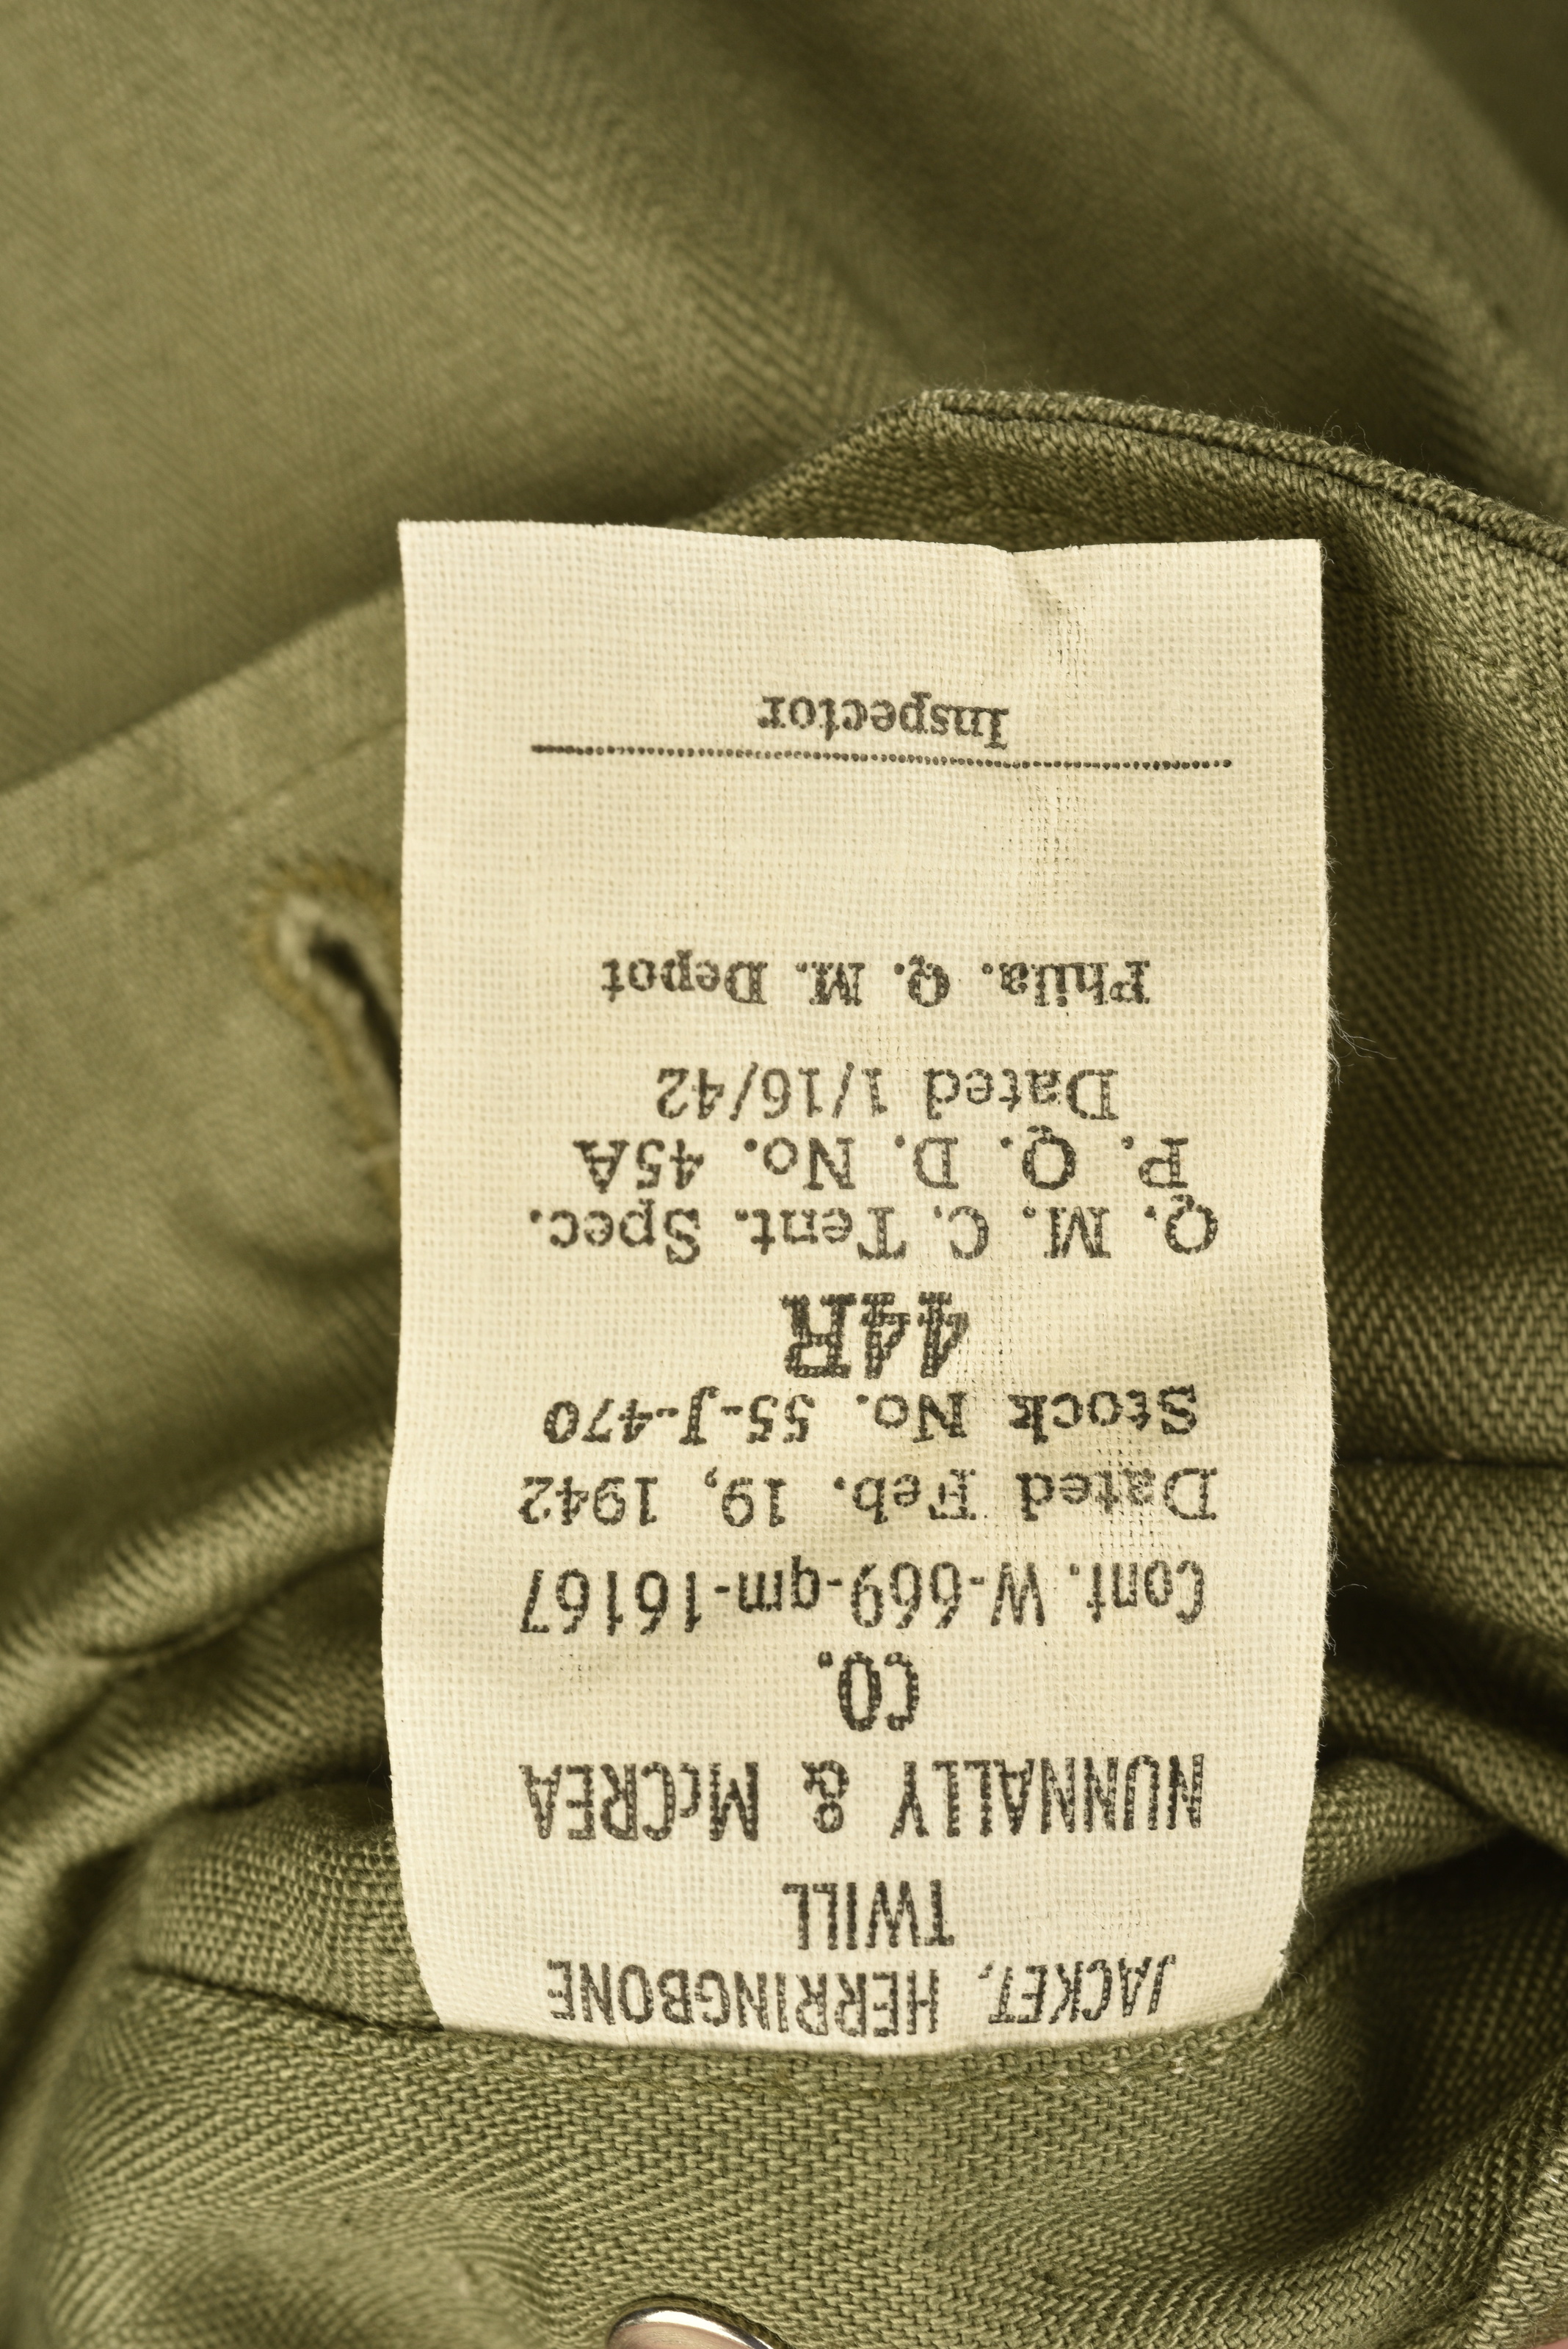 JACKET, HERRINGBONE
TWILL
NUNNALLY & McCREA
CO.
Cont. W-669-qm-16167
Dated Feb. 19, 1942
Stock No. 55-J-470
44R
Q. M. C. Tent. Spec.
P. Q. D. No. 45A
Dated 1/16/42
Phila. Q. M. Depot
Inspector